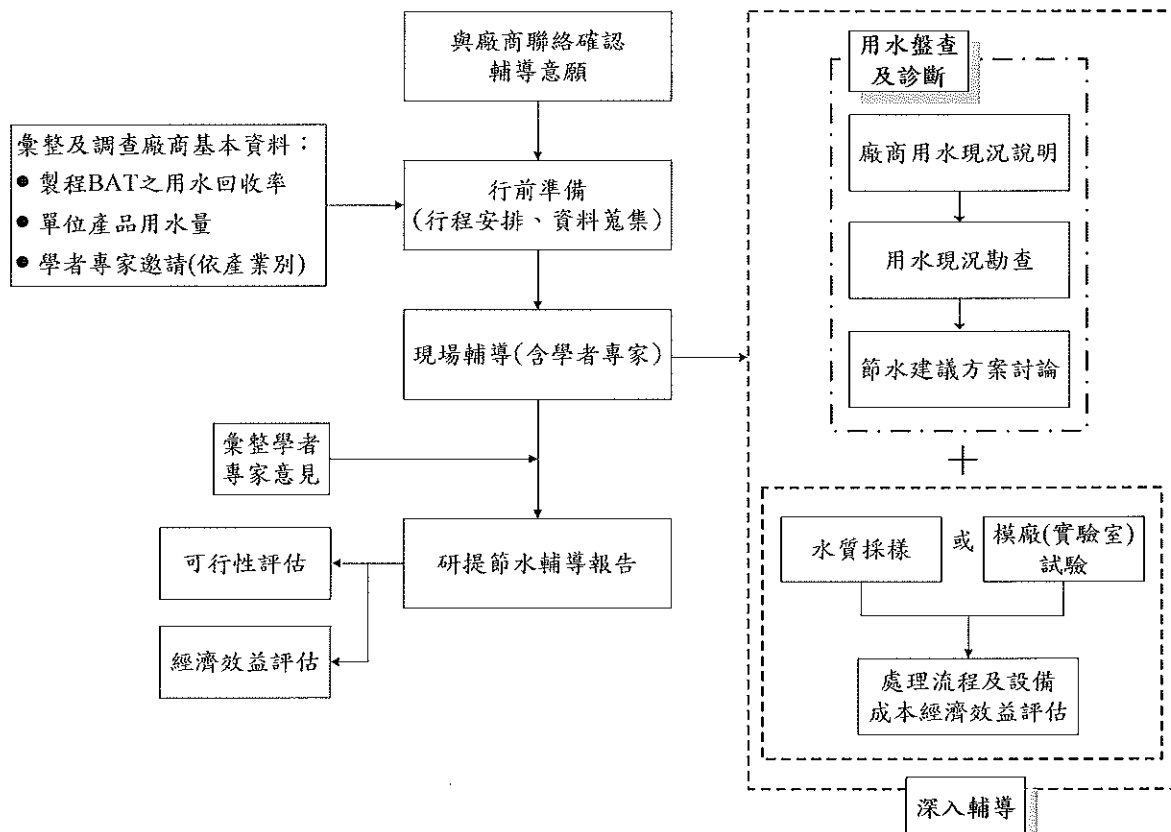 與廠商聯絡確認
輔導意願
彙整及調查廠商基本資料：
● 製程BAT之用水回收率
● 單位產品用水量
● 學者專家邀請(依產業別)
行前準備
(行程安排、資料蒐集)
現場輔導(含學者專家)
彙整學者
專家意見
研提節水輔導報告
可行性評估
經濟效益評估
用水盤查
及診斷
廠商用水現況說明
用水現況勘查
節水建議方案討論
+
水質採樣
或
模廠(實驗室)
試驗
處理流程及設備
成本經濟效益評估
深入輔導